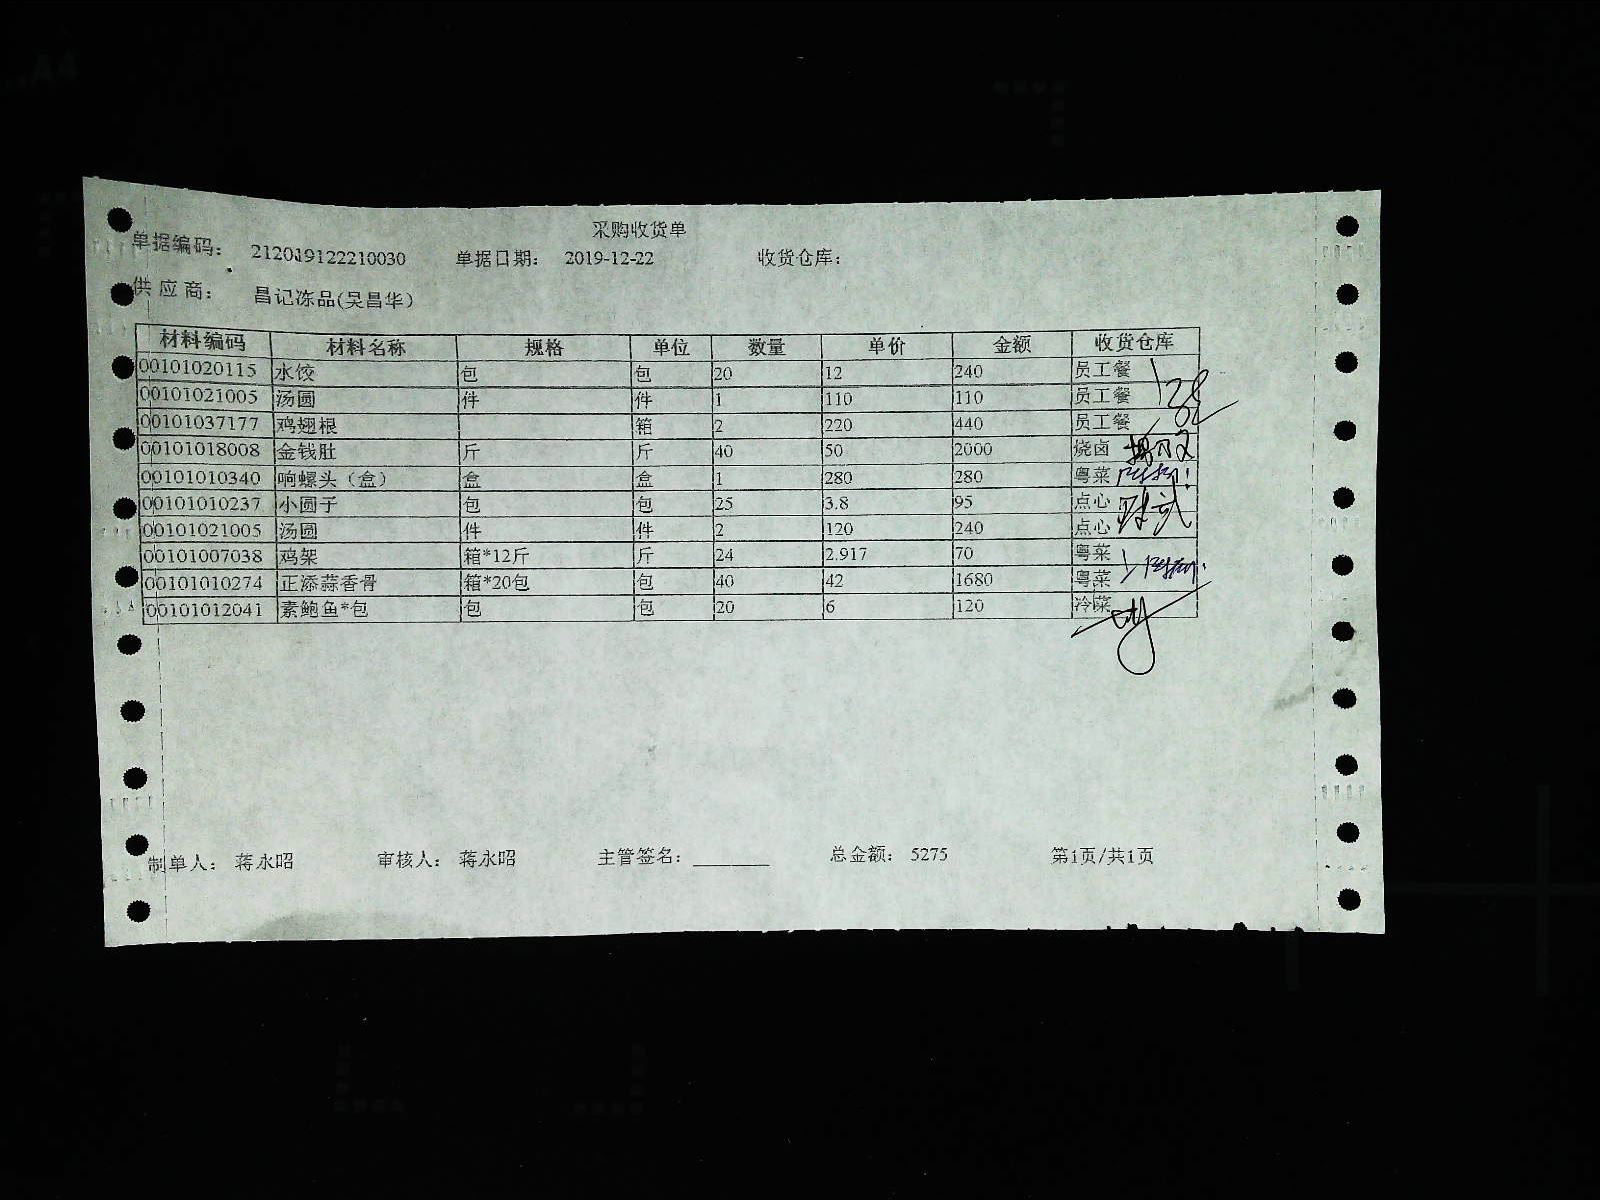 采购收货单
单据编码： 212019122210030 单据日期： 2019-12-22 收货仓库：
供应商： 昌记冻品(吴昌华)
材料编码 材料名称 规格 单位 数量 单价 金额 收货仓库
00101020115 水饺 包 包 20 12 240 员工餐
00101021005 汤圆 件 件 1 110 110 员工餐
00101037177 鸡翅根 箱 2 220 440 员工餐
00101018008 金钱肚 斤 斤 40 50 2000 烧卤
00101010340 响螺头（盒） 盒 盒 1 280 280 粤菜
00101010237 小圆子 包 包 25 3.8 95 点心
00101021005 汤圆 件 件 2 120 240 点心
00101007038 鸡架 箱*12斤 斤 24 2.917 70 粤菜
00101010274 正添蒜香骨 箱*20包 包 40 42 1680 粤菜
00101012041 素鲍鱼*包 包 包 20 6 120 冷菜
制单人： 蒋永昭 审核人： 蒋永昭 主管签名： 总金额： 5275 第1页/共1页